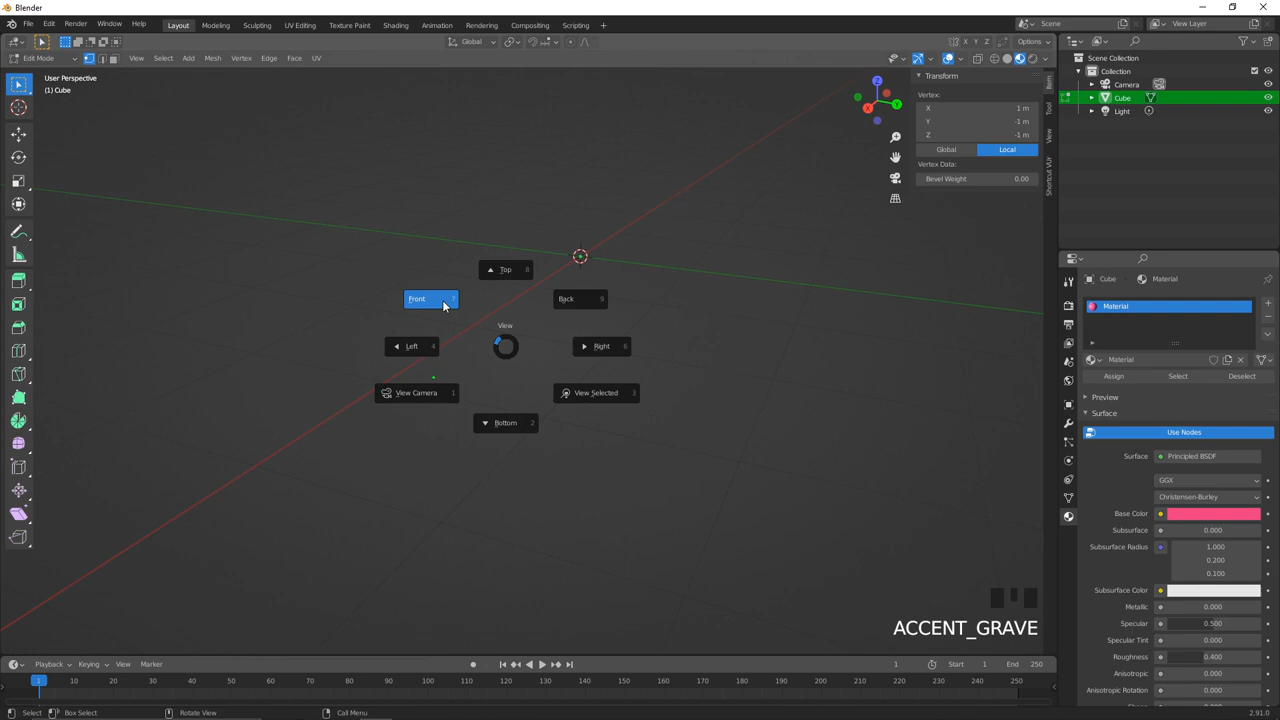 Blender
File Edit Render Window Help Layout Modeling Sculpting UV Editing Texture Paint Shading Animation Rendering Compositing Scripting Scene View Layer
Global X Y Z Options
Edit Mode View Select Add Mesh Vertex Edge Face UV
User Perspective
(1) Cube
Transform
Vertex:
X 1 m
Y -1 m
Z -1 m
Global Local
Vertex Data:
Bevel Weight 0.00
Item
Tool
View
Shortcut VUr
X
Y
Z
Scene Collection
Collection
Camera
Cube
Light
Top 8
Front 7
Back 9
View
Left 4
Right 6
View Camera 1
View Selected 3
Bottom 2
ACCENT_GRAVE
Cube Material
Material
Material
Assign Select Deselect
Preview
Surface
Use Nodes
Surface Principled BSDF
GGX
Christensen-Burley
Base Color
Subsurface 0.000
Subsurface Radius 1.000
0.200
0.100
Subsurface Color
Metallic 0.000
Specular 0.500
Specular Tint 0.000
Roughness 0.400
Anisotropic 0.000
Anisotropic Rotation 0.000
Playback Keying View Marker 1 Start 1 End 250
1 10 20 30 40 50 60 70 80 90 100 110 120 130 140 150 160 170 180 190 200 210 220 230 240 250
Select Box Select Rotate View Call Menu 2.91.0